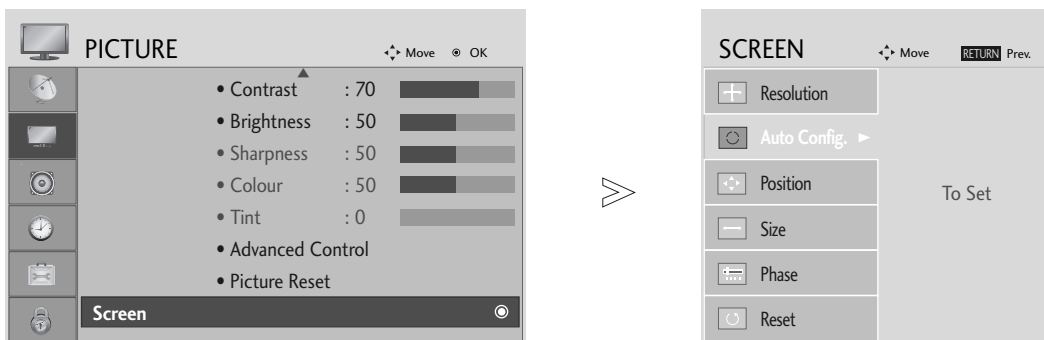 PICTURE
Move OK
• Contrast : 70
• Brightness : 50
• Sharpness : 50
• Colour : 50
• Tint : 0
• Advanced Control
• Picture Reset
Screen
SCREEN
Move RETURN Prev.
Resolution
Auto Config.
Position
Size
Phase
Reset
To Set